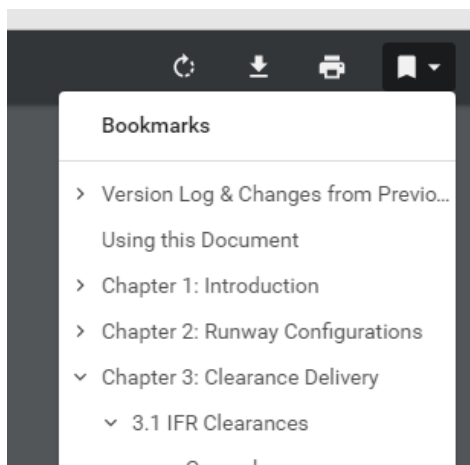 Bookmarks
Version Log & Changes from Previo...
Using this Document
Chapter 1: Introduction
Chapter 2: Runway Configurations
Chapter 3: Clearance Delivery
3.1 IFR Clearances